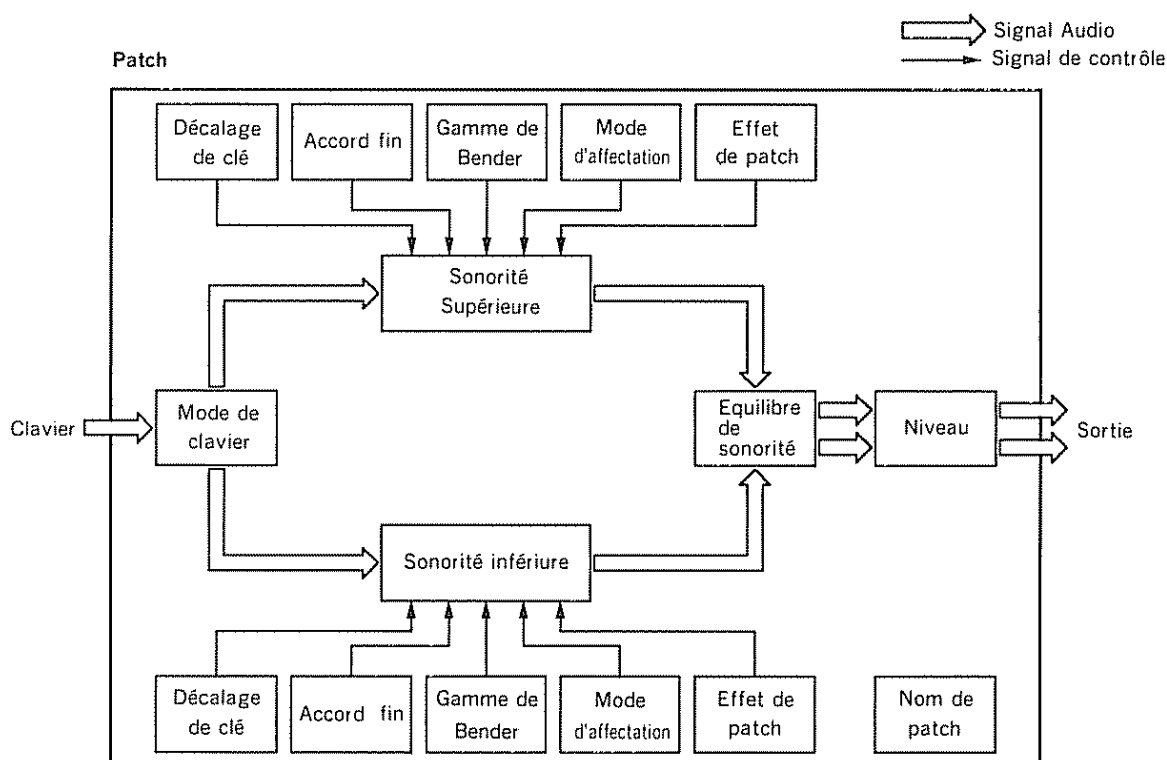 Signal Audio
Signal de contrôle
Patch
Décalage
de clé
Accord fin
Gamme de
Bender
Mode
d'affectation
Effet
de patch
Sonorité
Supérieure
Clavier
Mode de
clavier
Equilibre
de
sonorité
Niveau
Sortie
Sonorité inférieure
Décalage
de clé
Accord fin
Gamme de
Bender
Mode
d'affectation
Effet de
patch
Nom de
patch